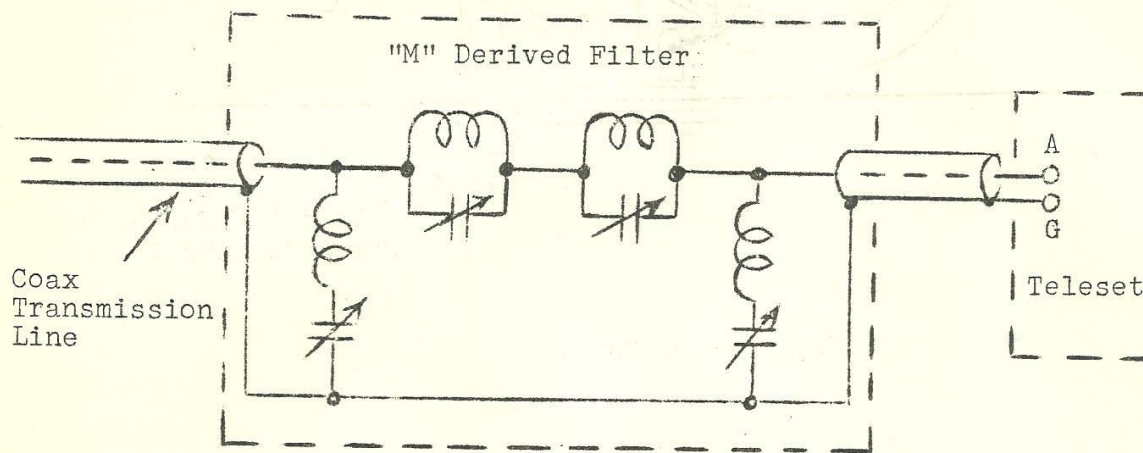 "M" Derived Filter
A
G
Coax
Transmission
Line
Teleset